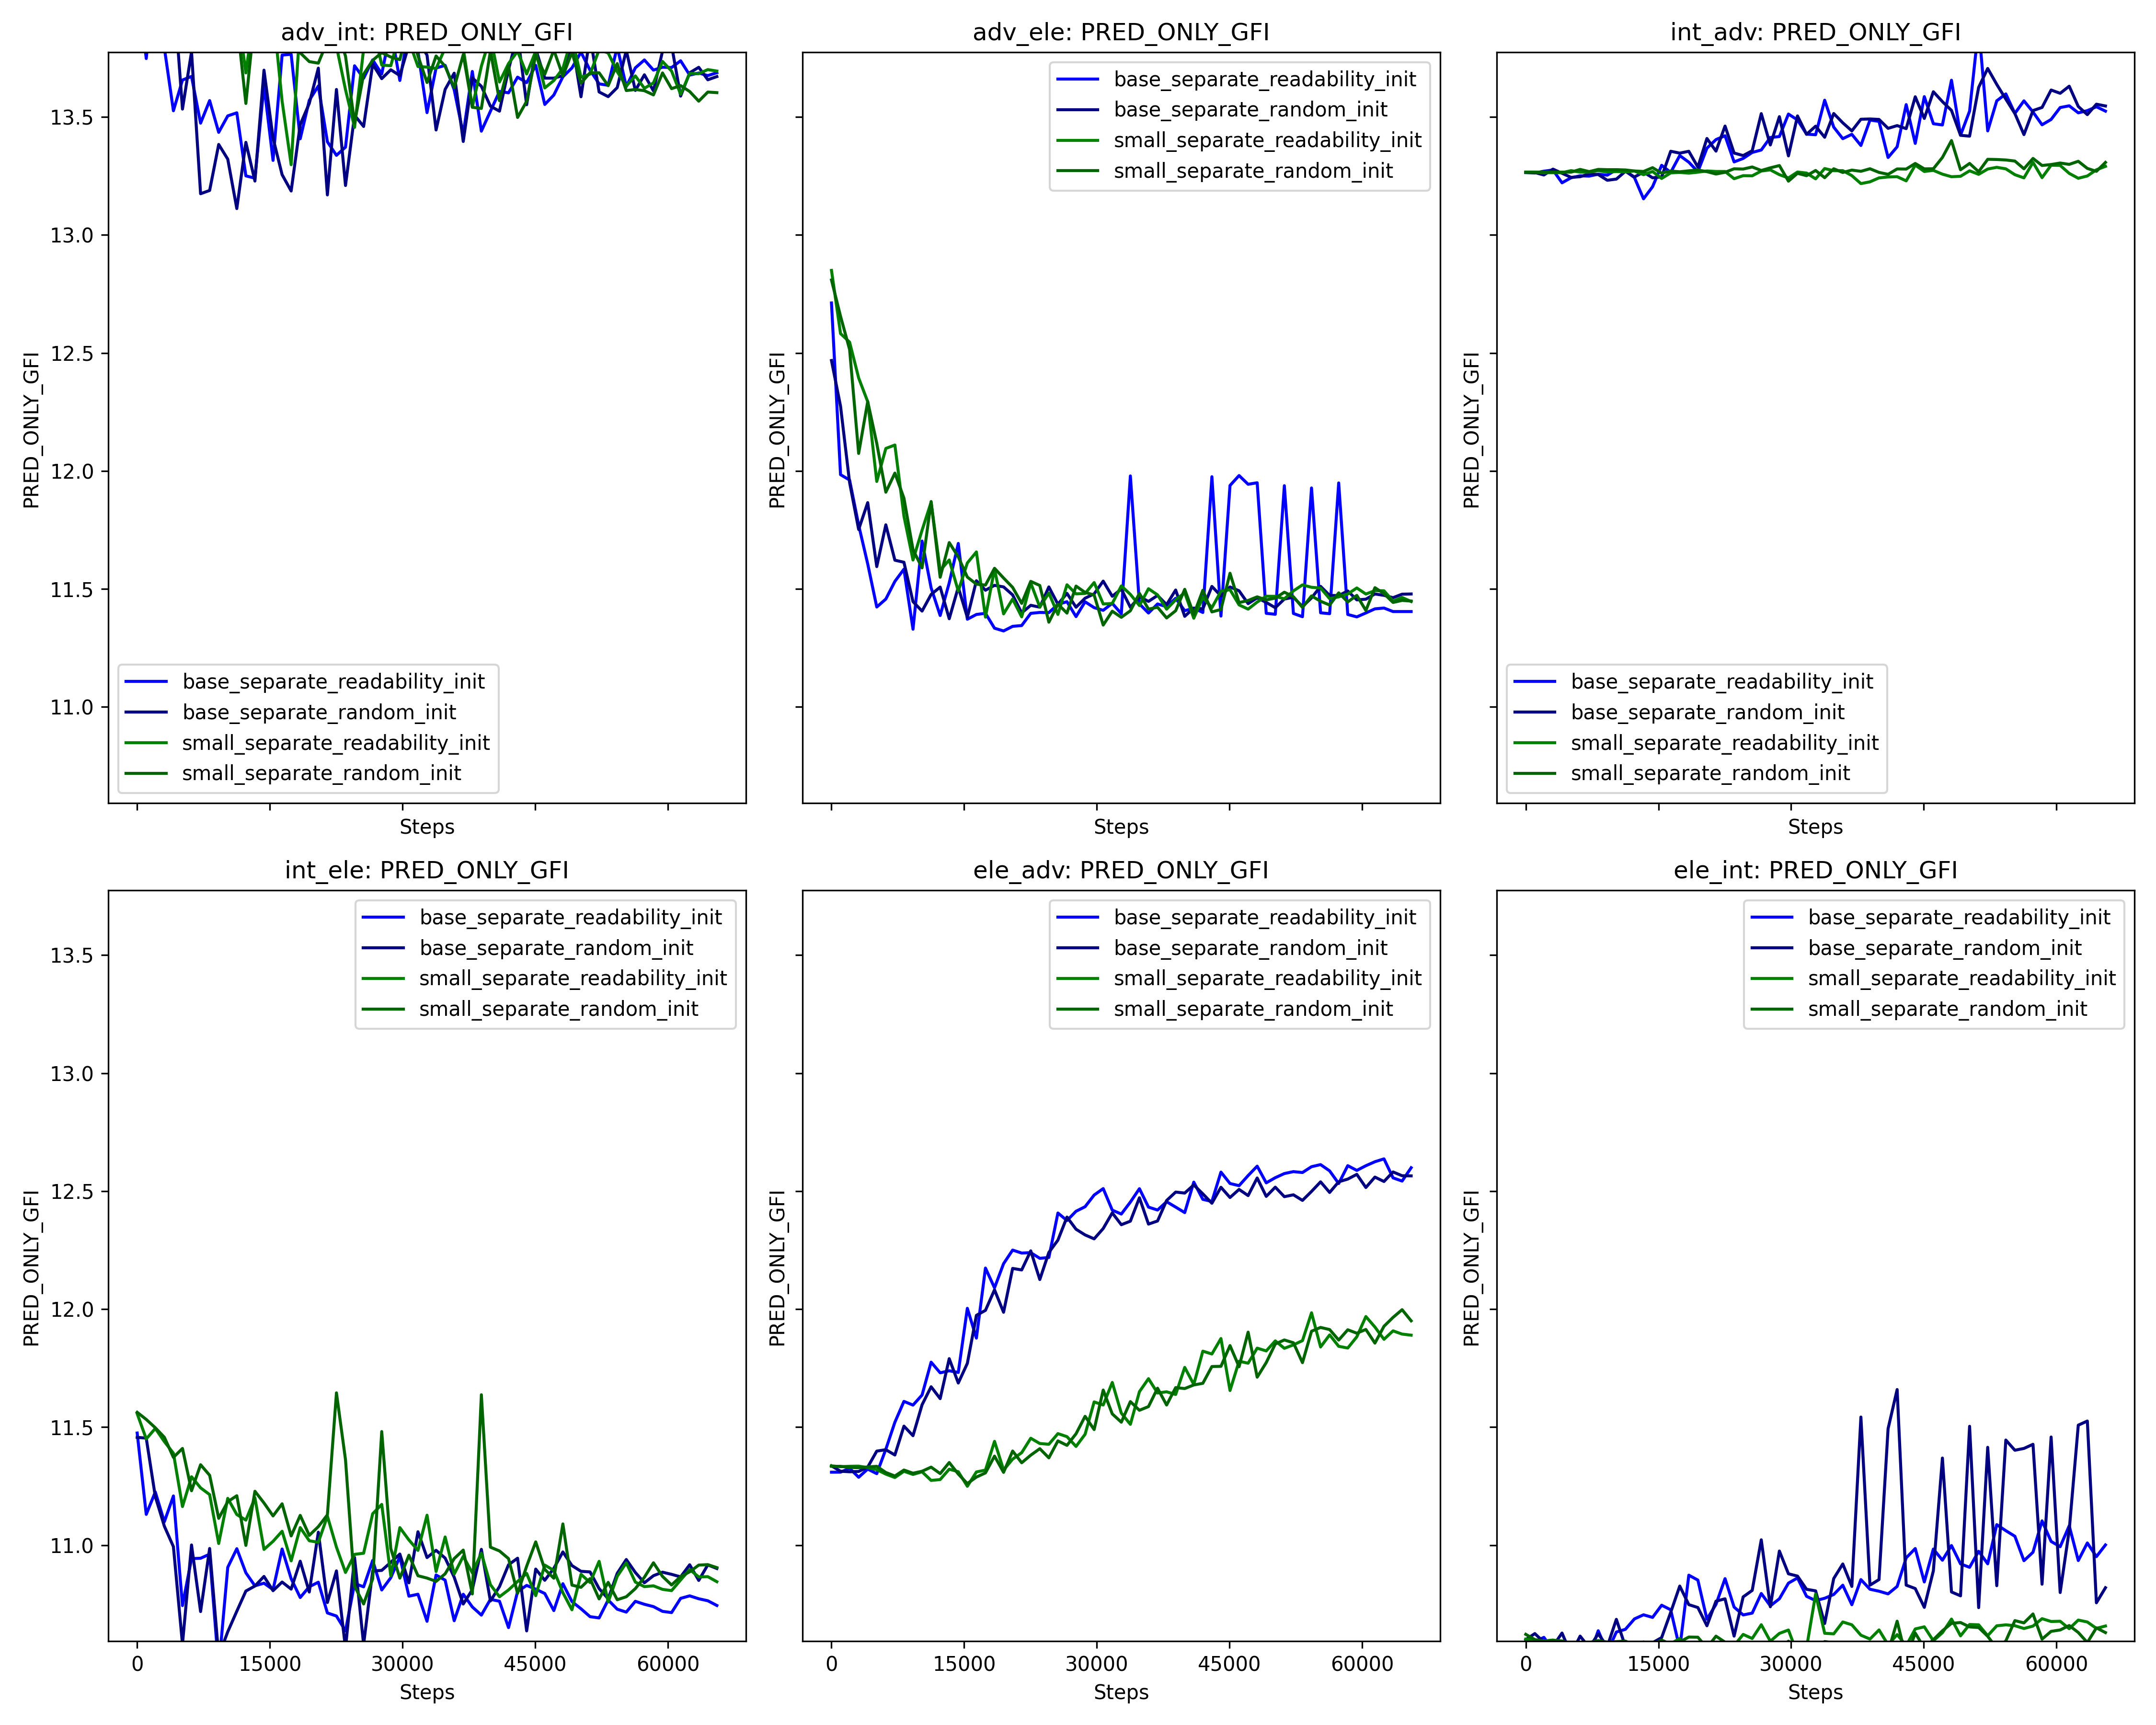 adv_int: PRED_ONLY_GFI
adv_ele: PRED_ONLY_GFI
int_adv: PRED_ONLY_GFI
PRED_ONLY_GFI
13.5
13.0
12.5
12.0
11.5
11.0
base_separate_readability_init
base_separate_random_init
small_separate_readability_init
small_separate_random_init
Steps
PRED_ONLY_GFI
base_separate_readability_init
base_separate_random_init
small_separate_readability_init
small_separate_random_init
Steps
PRED_ONLY_GFI
base_separate_readability_init
base_separate_random_init
small_separate_readability_init
small_separate_random_init
Steps
int_ele: PRED_ONLY_GFI
ele_adv: PRED_ONLY_GFI
ele_int: PRED_ONLY_GFI
PRED_ONLY_GFI
13.5
13.0
12.5
12.0
11.5
11.0
base_separate_readability_init
base_separate_random_init
small_separate_readability_init
small_separate_random_init
0 15000 30000 45000 60000
Steps
PRED_ONLY_GFI
base_separate_readability_init
base_separate_random_init
small_separate_readability_init
small_separate_random_init
0 15000 30000 45000 60000
Steps
PRED_ONLY_GFI
base_separate_readability_init
base_separate_random_init
small_separate_readability_init
small_separate_random_init
0 15000 30000 45000 60000
Steps